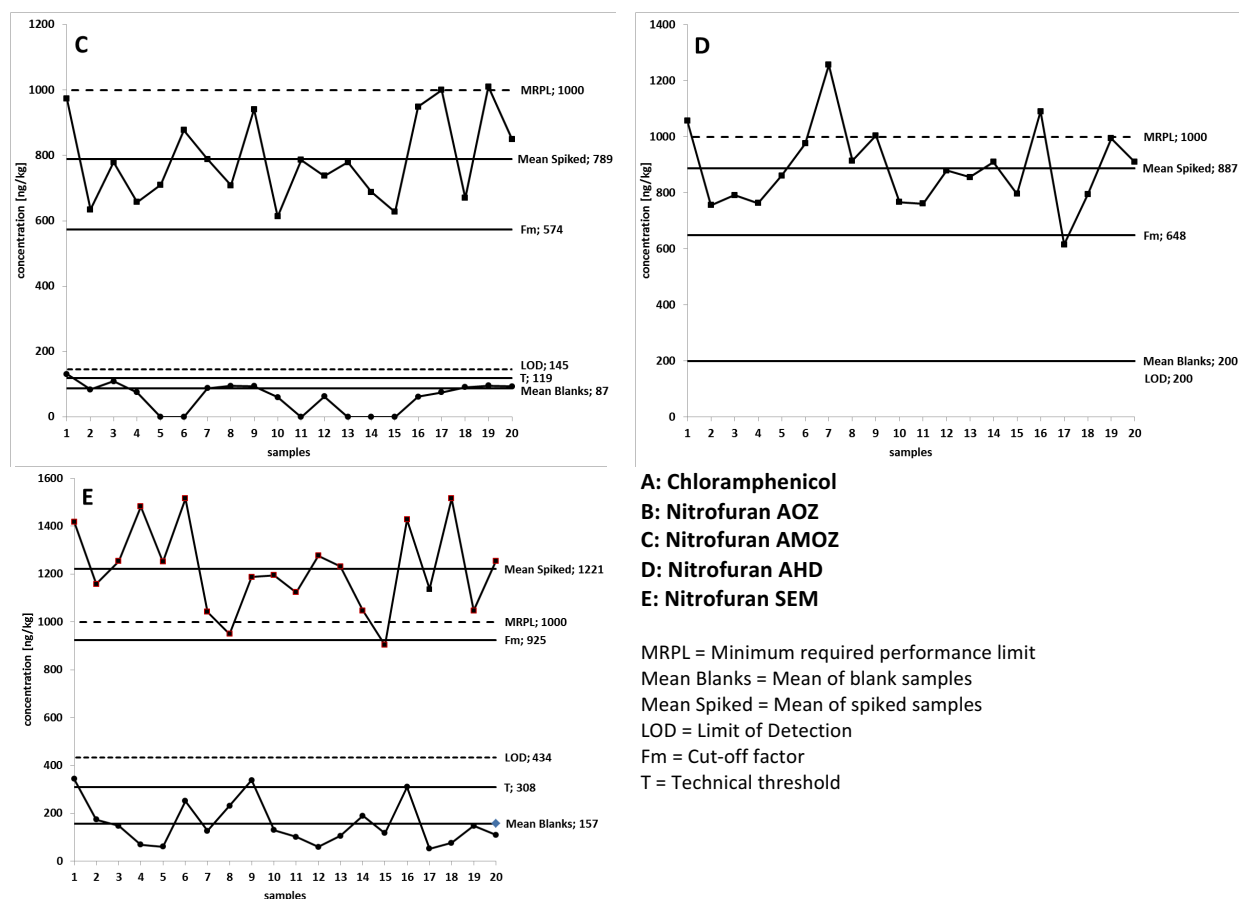 C
1200
1000
800
600
400
200
0
concentration [ng/kg]
MRPL; 1000
Mean Spiked; 789
Fm; 574
LOD; 145
T; 119
Mean Blanks; 87
1 2 3 4 5 6 7 8 9 10 11 12 13 14 15 16 17 18 19 20
samples
D
1400
1200
1000
800
600
400
200
0
concentration [ng/kg]
MRPL; 1000
Mean Spiked; 887
Fm; 648
Mean Blanks; 200
LOD; 200
1 2 3 4 5 6 7 8 9 10 11 12 13 14 15 16 17 18 19 20
samples
E
1600
1400
1200
1000
800
600
400
200
0
concentration [ng/kg]
Mean Spiked; 1221
MRPL; 1000
Fm; 925
LOD; 434
T; 308
Mean Blanks; 157
1 2 3 4 5 6 7 8 9 10 11 12 13 14 15 16 17 18 19 20
samples
A: Chloramphenicol
B: Nitrofuran AOZ
C: Nitrofuran AMOZ
D: Nitrofuran AHD
E: Nitrofuran SEM
MRPL = Minimum required performance limit
Mean Blanks = Mean of blank samples
Mean Spiked = Mean of spiked samples
LOD = Limit of Detection
Fm = Cut-off factor
T = Technical threshold